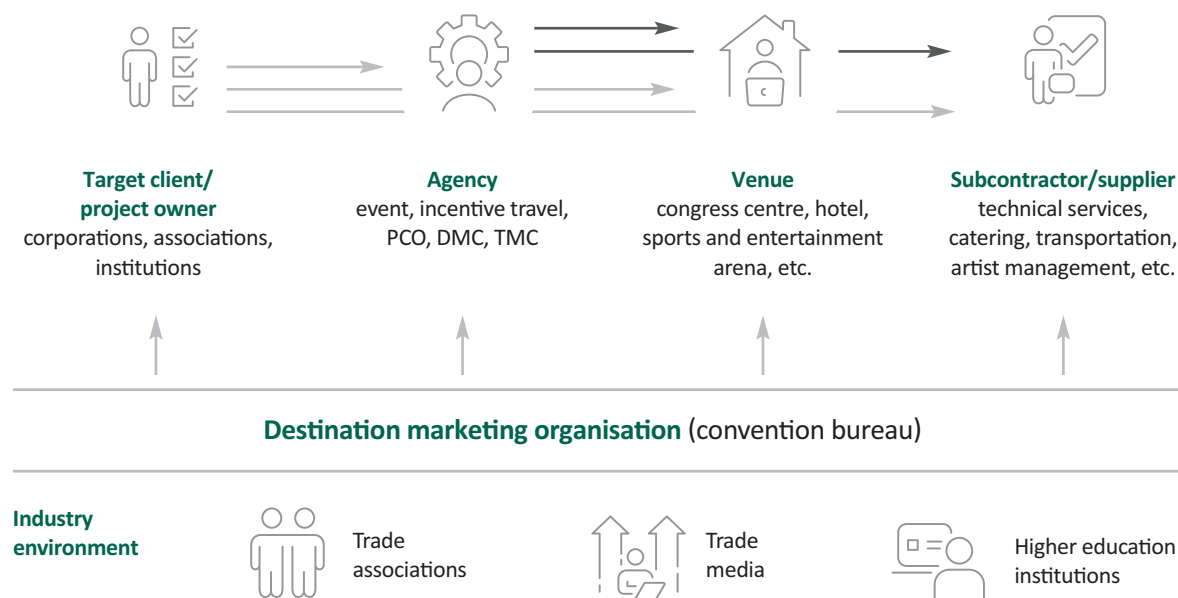 Target client/
project owner
corporations, associations,
institutions
Agency
event, incentive travel,
PCO, DMC, TMC
Venue
congress centre, hotel,
sports and entertainment
arena, etc.
Subcontractor/supplier
technical services,
catering, transportation,
artist management, etc.
Destination marketing organisation (convention bureau)
Industry
environment
Trade
associations
Trade
media
Higher education
institutions